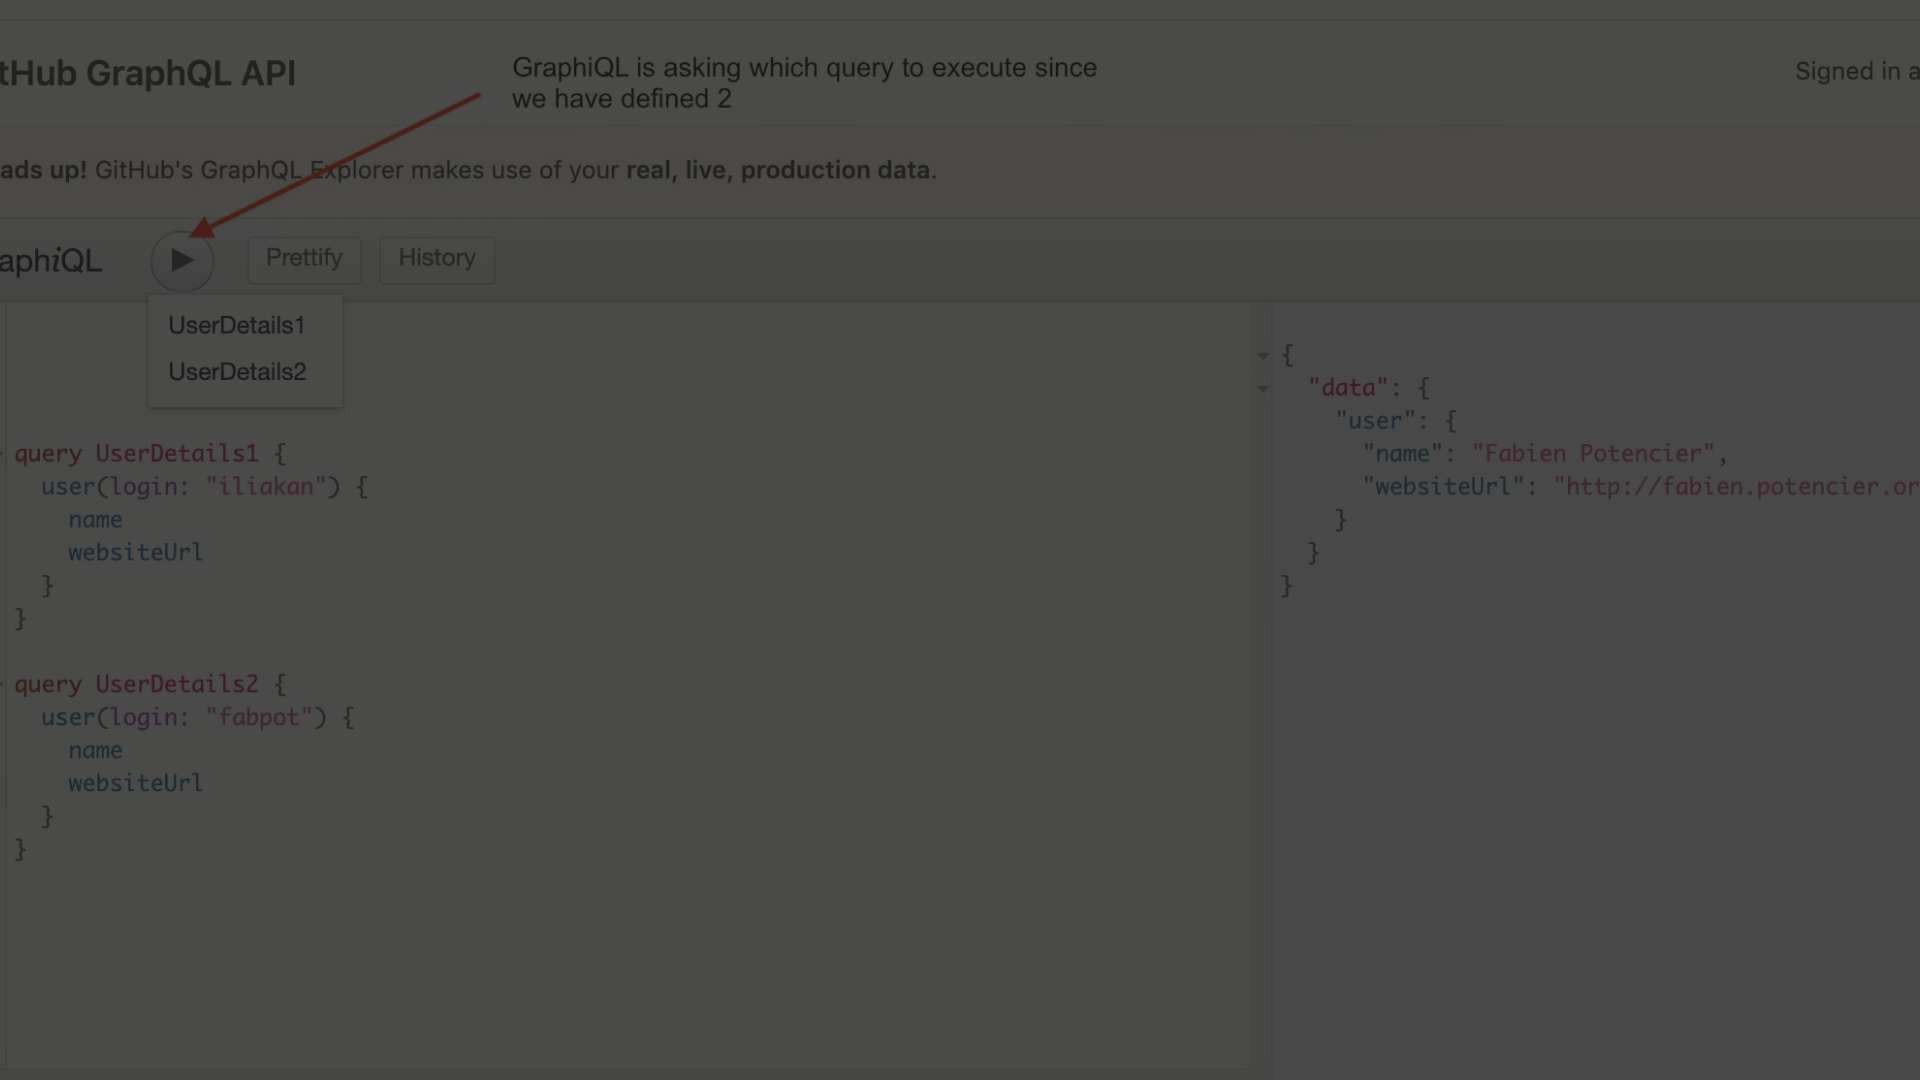 tHub GraphQL API
GraphiQL is asking which query to execute since
we have defined 2
Signed in a
ads up! GitHub's GraphQL Explorer makes use of your real, live, production data.
aphiQL
Prettify
History
UserDetails1
UserDetails2
query UserDetails1 {
  user(login: "iliakan") {
    name
    websiteUrl
  }
}
query UserDetails2 {
  user(login: "fabpot") {
    name
    websiteUrl
  }
}
{
  "data": {
    "user": {
      "name": "Fabien Potencier",
      "websiteUrl": "http://fabien.potencier.or
    }
  }
}